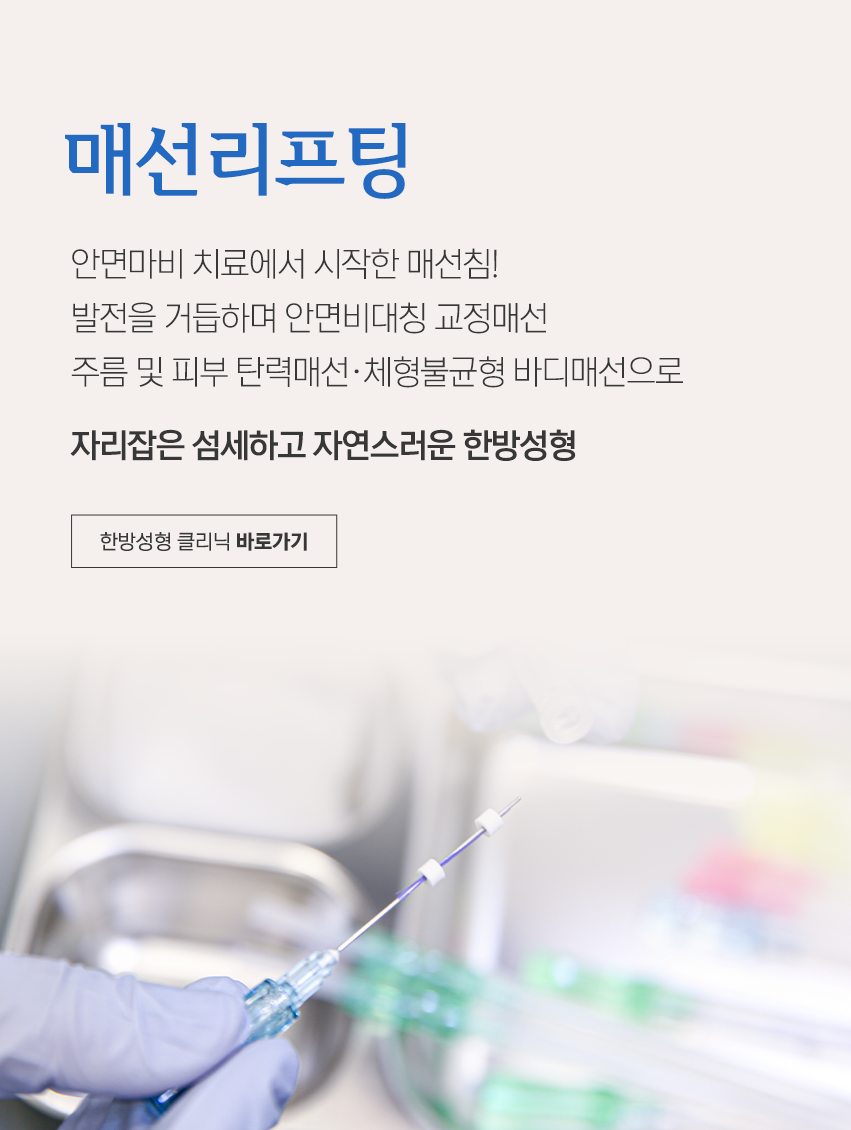 매선리프팅
안면마비 치료에서 시작한 매선침!
발전을 거듭하며 안면비대칭 교정매선
주름 및 피부 탄력매선·체형불균형 바디매선으로
자리잡은 섬세하고 자연스러운 한방성형
한방성형 클리닉 바로가기